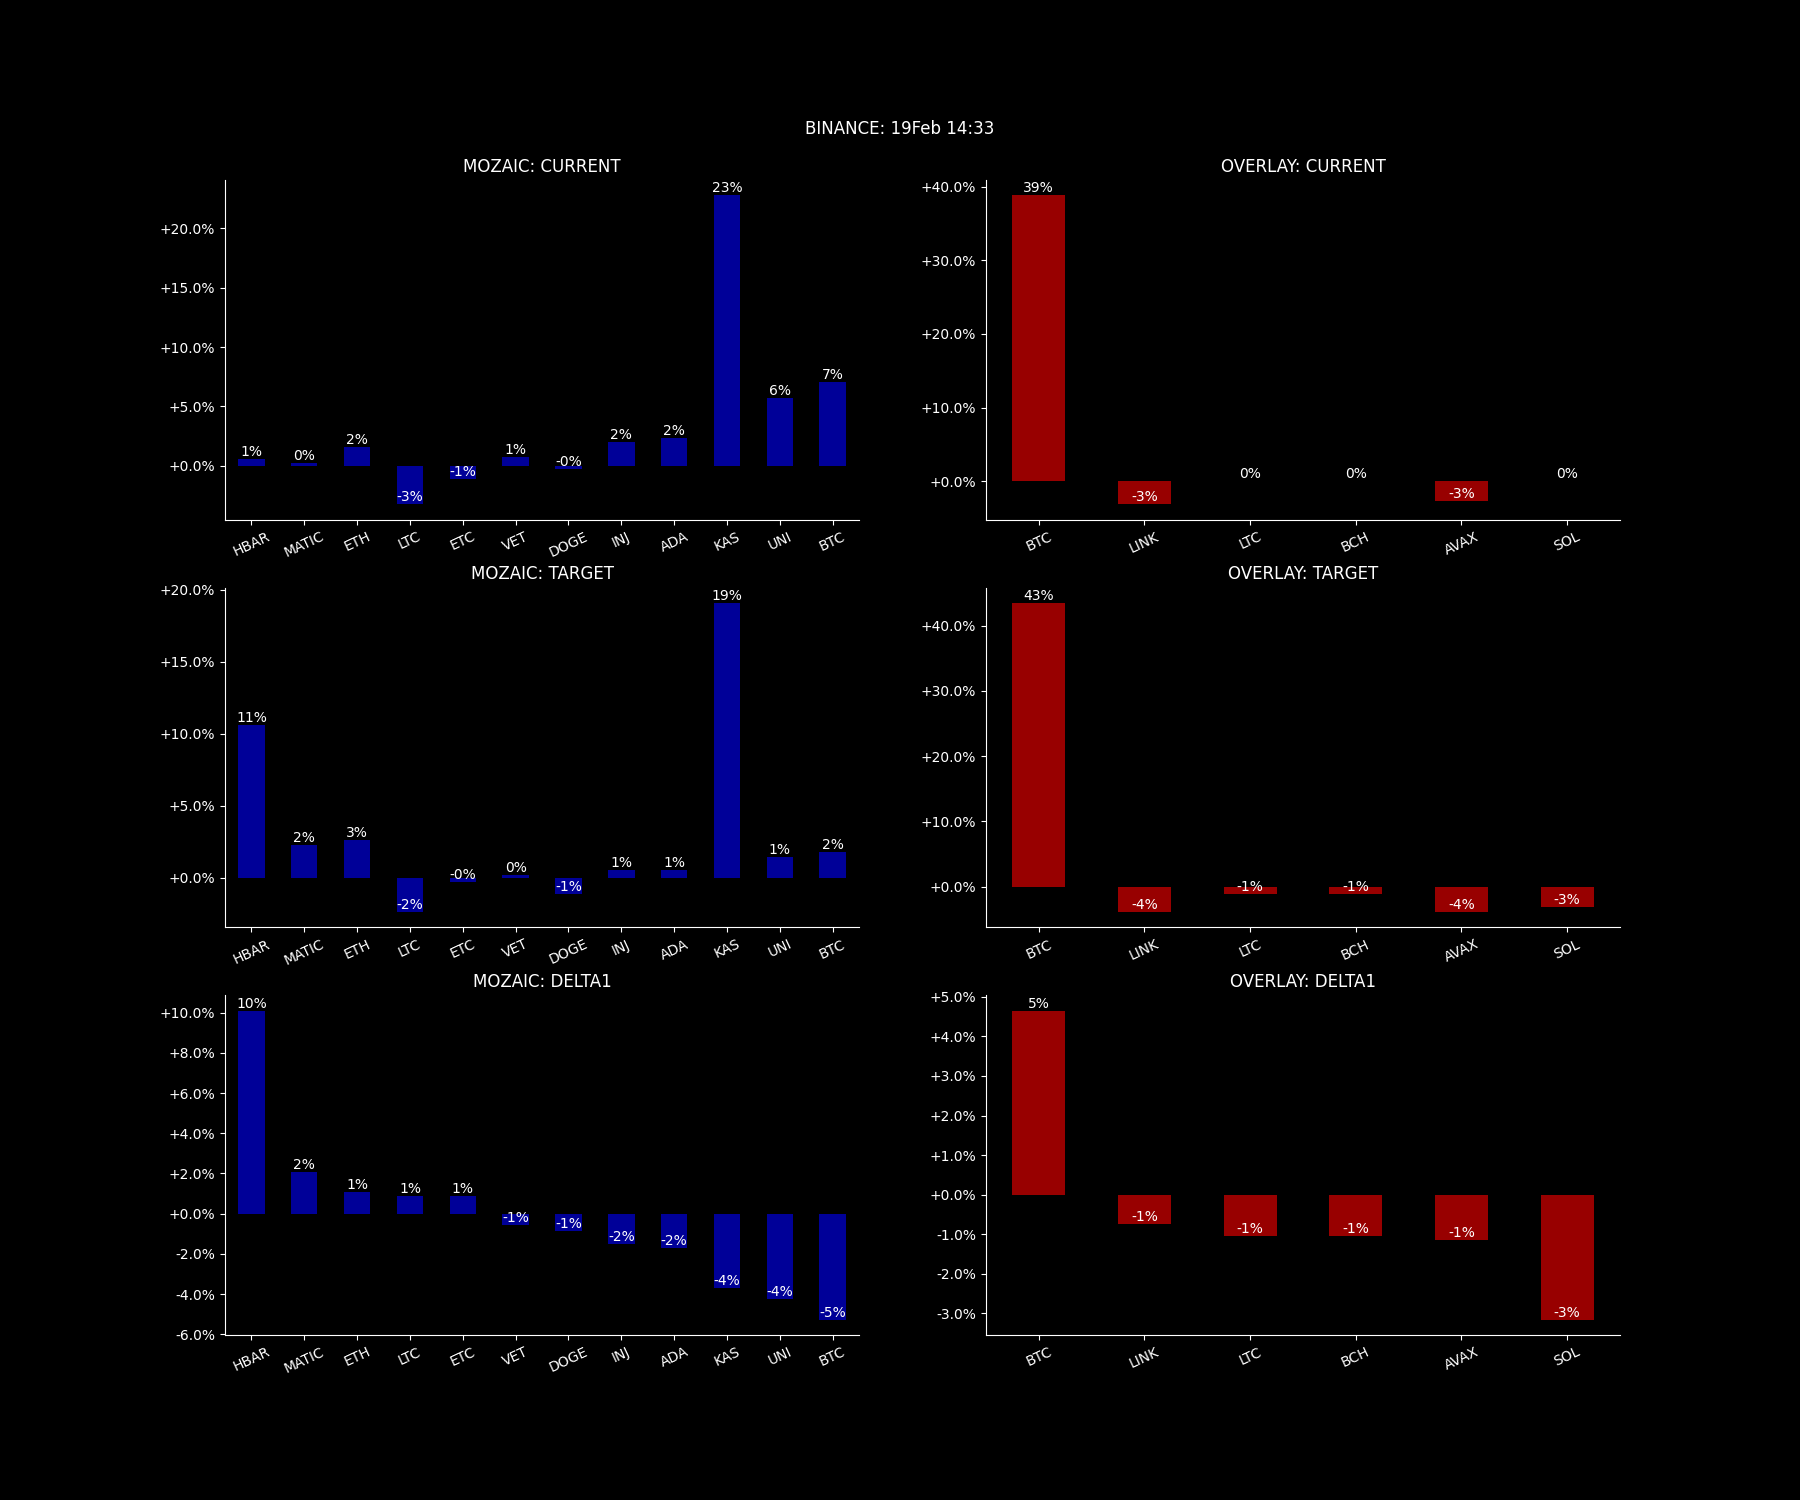 BINANCE: 19Feb 14:33
MOZAIC: CURRENT
+20.0%
+15.0%
+10.0%
+5.0%
+0.0%
1%
0%
2%
-3%
-1%
1%
-0%
2%
2%
23%
6%
7%
HBAR
MATIC
ETH
LTC
ETC
VET
DOGE
INJ
ADA
KAS
UNI
BTC
OVERLAY: CURRENT
+40.0%
+30.0%
+20.0%
+10.0%
+0.0%
39%
-3%
0%
0%
-3%
0%
BTC
LINK
LTC
BCH
AVAX
SOL
MOZAIC: TARGET
+20.0%
+15.0%
+10.0%
+5.0%
+0.0%
11%
2%
3%
-2%
-0%
0%
-1%
1%
1%
19%
1%
2%
HBAR
MATIC
ETH
LTC
ETC
VET
DOGE
INJ
ADA
KAS
UNI
BTC
OVERLAY: TARGET
+40.0%
+30.0%
+20.0%
+10.0%
+0.0%
43%
-4%
-1%
-1%
-4%
-3%
BTC
LINK
LTC
BCH
AVAX
SOL
MOZAIC: DELTA1
+10.0%
+8.0%
+6.0%
+4.0%
+2.0%
+0.0%
-2.0%
-4.0%
-6.0%
10%
2%
1%
1%
1%
-1%
-1%
-2%
-2%
-4%
-4%
-5%
HBAR
MATIC
ETH
LTC
ETC
VET
DOGE
INJ
ADA
KAS
UNI
BTC
OVERLAY: DELTA1
+5.0%
+4.0%
+3.0%
+2.0%
+1.0%
+0.0%
-1.0%
-2.0%
-3.0%
5%
-1%
-1%
-1%
-1%
-3%
BTC
LINK
LTC
BCH
AVAX
SOL